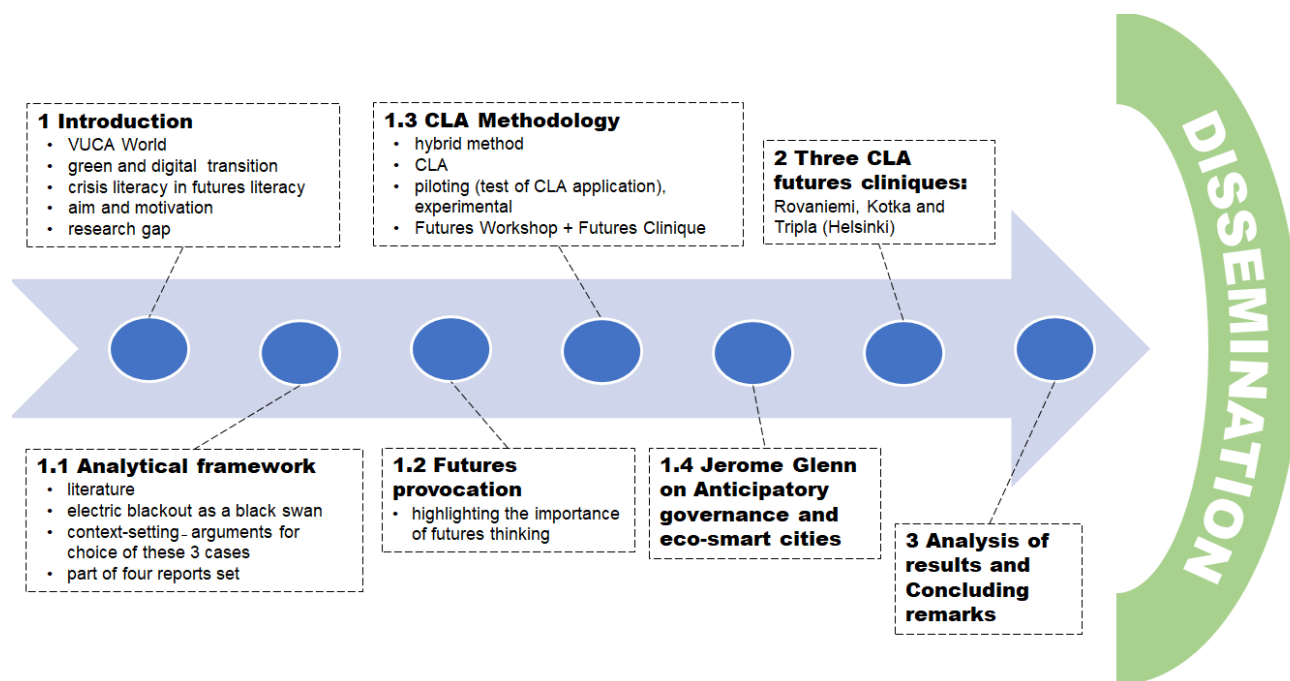 1 Introduction
• VUCA World
• green and digital transition
• crisis literacy in futures literacy
• aim and motivation
• research gap
1.3 CLA Methodology
• hybrid method
• CLA
• piloting (test of CLA application),
experimental
• Futures Workshop + Futures Clinique
2 Three CLA
futures cliniques:
Rovaniemi, Kotka and
Tripla (Helsinki)
1.1 Analytical framework
• literature
• electric blackout as a black swan
• context-setting - arguments for
choice of these 3 cases
• part of four reports set
1.2 Futures
provocation
• highlighting the importance
of futures thinking
1.4 Jerome Glenn
on Anticipatory
governance and
eco-smart cities
3 Analysis of
results and
Concluding
remarks
DISSEMINATION